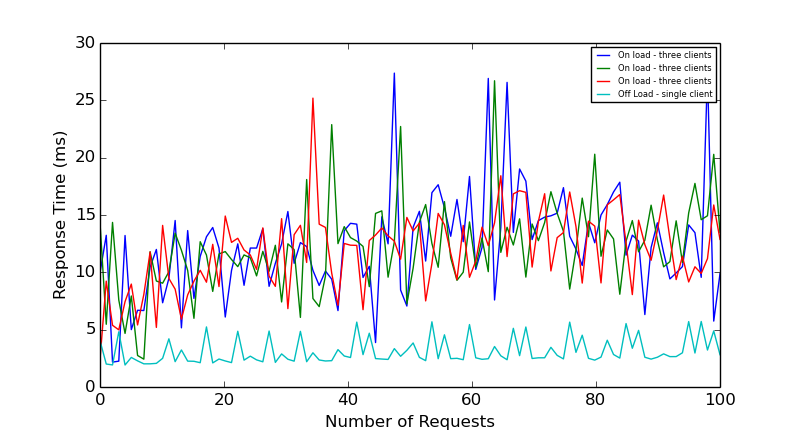 30
25
20
15
10
5
0
Response Time (ms)
On load - three clients
On load - three clients
On load - three clients
Off Load - single client
0 20 40 60 80 100
Number of Requests